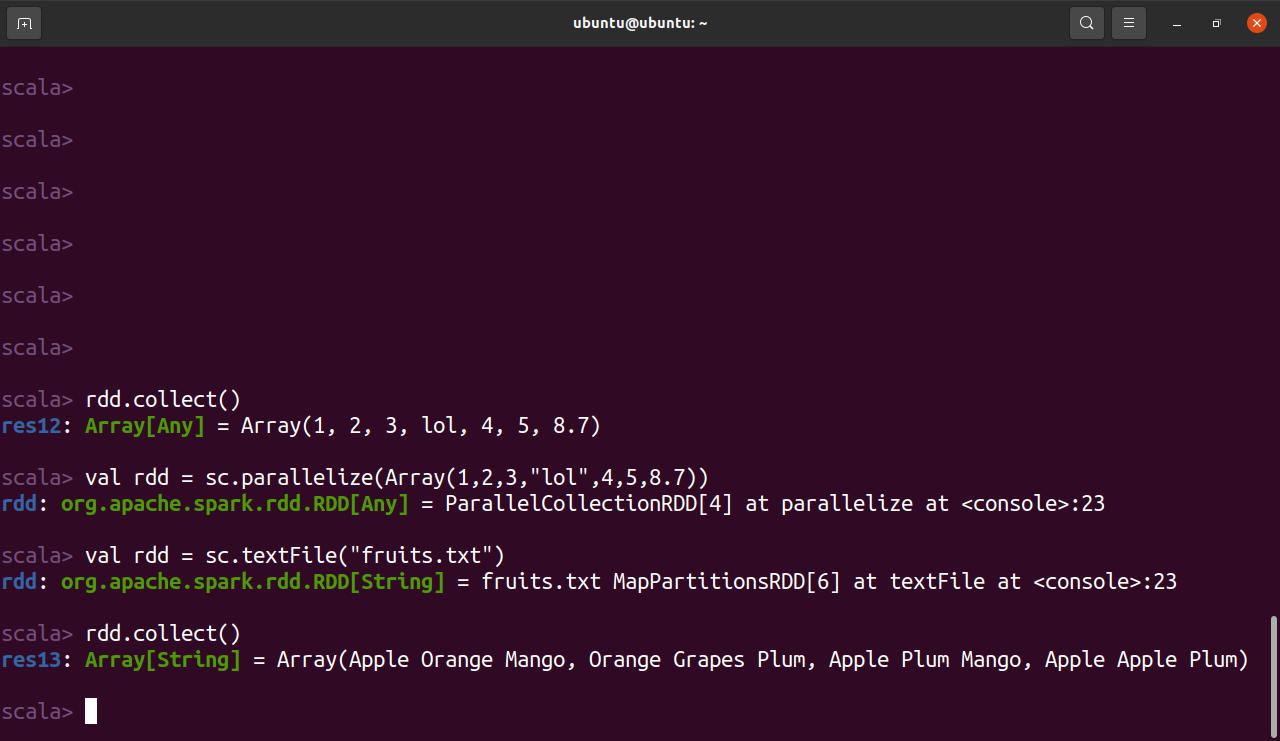 ubuntu@ubuntu: ~
scala>
scala>
scala>
scala>
scala>
scala>
scala> rdd.collect()
res12: Array[Any] = Array(1, 2, 3, lol, 4, 5, 8.7)
scala> val rdd = sc.parallelize(Array(1,2,3,"lol",4,5,8.7))
rdd: org.apache.spark.rdd.RDD[Any] = ParallelCollectionRDD[4] at parallelize at <console>:23
scala> val rdd = sc.textFile("fruits.txt")
rdd: org.apache.spark.rdd.RDD[String] = fruits.txt MapPartitionsRDD[6] at textFile at <console>:23
scala> rdd.collect()
res13: Array[String] = Array(Apple Orange Mango, Orange Grapes Plum, Apple Plum Mango, Apple Apple Plum)
scala>